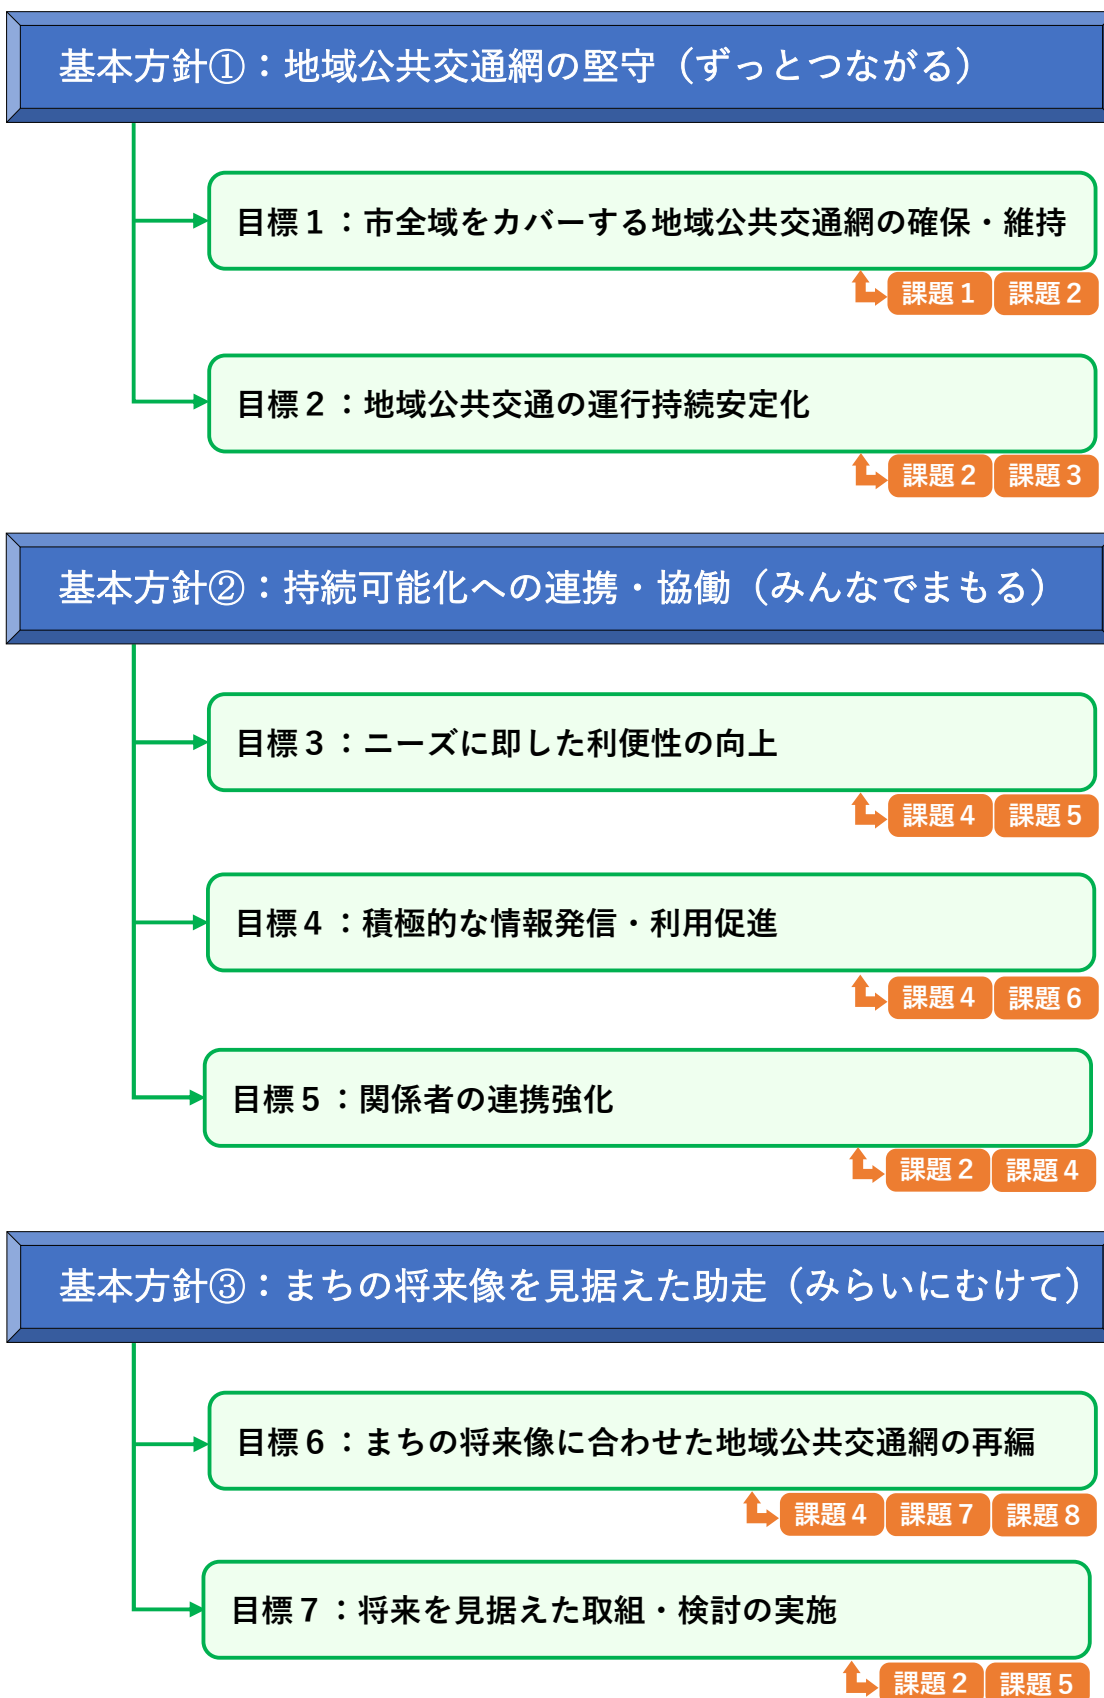 基本方針①：地域公共交通網の堅守（ずっとつながる）
目標１：市全域をカバーする地域公共交通網の確保・維持
課題１ 課題２
目標２：地域公共交通の運行持続安定化
課題２ 課題３
基本方針②：持続可能化への連携・協働（みんなでまもる）
目標３：ニーズに即した利便性の向上
課題４ 課題５
目標４：積極的な情報発信・利用促進
課題４ 課題６
目標５：関係者の連携強化
課題２ 課題４
基本方針③：まちの将来像を見据えた助走（みらいにむけて）
目標６：まちの将来像に合わせた地域公共交通網の再編
課題４ 課題７ 課題８
目標７：将来を見据えた取組・検討の実施
課題２ 課題５